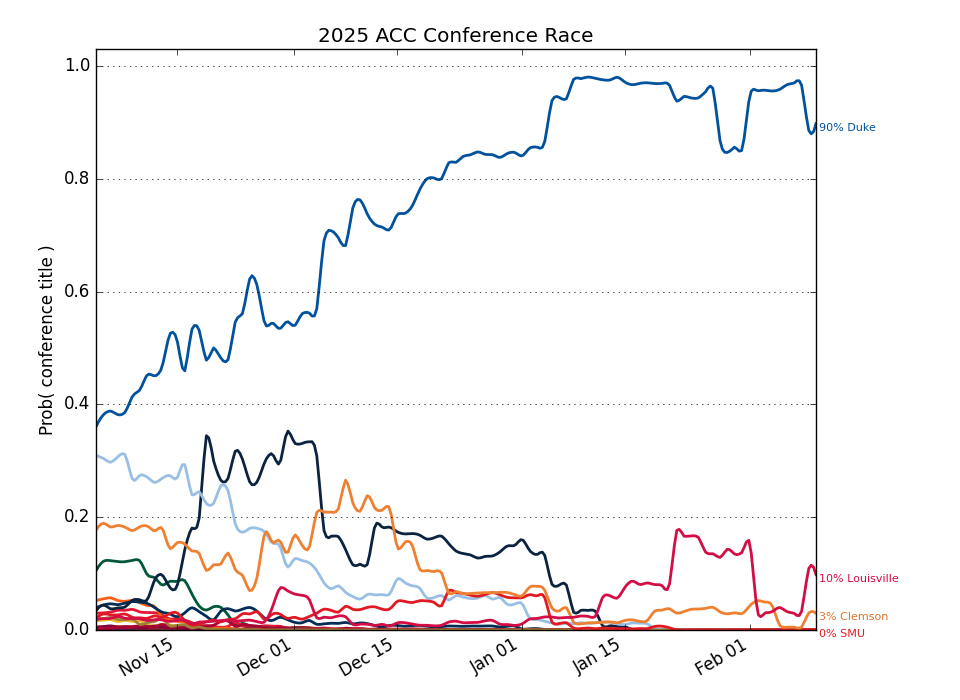 2025 ACC Conference Race
1.0
0.8
0.6
0.4
0.2
0.0
Prob( conference title )
Nov 15
Dec 01
Dec 15
Jan 01
Jan 15
Feb 01
90% Duke
10% Louisville
3% Clemson
0% SMU